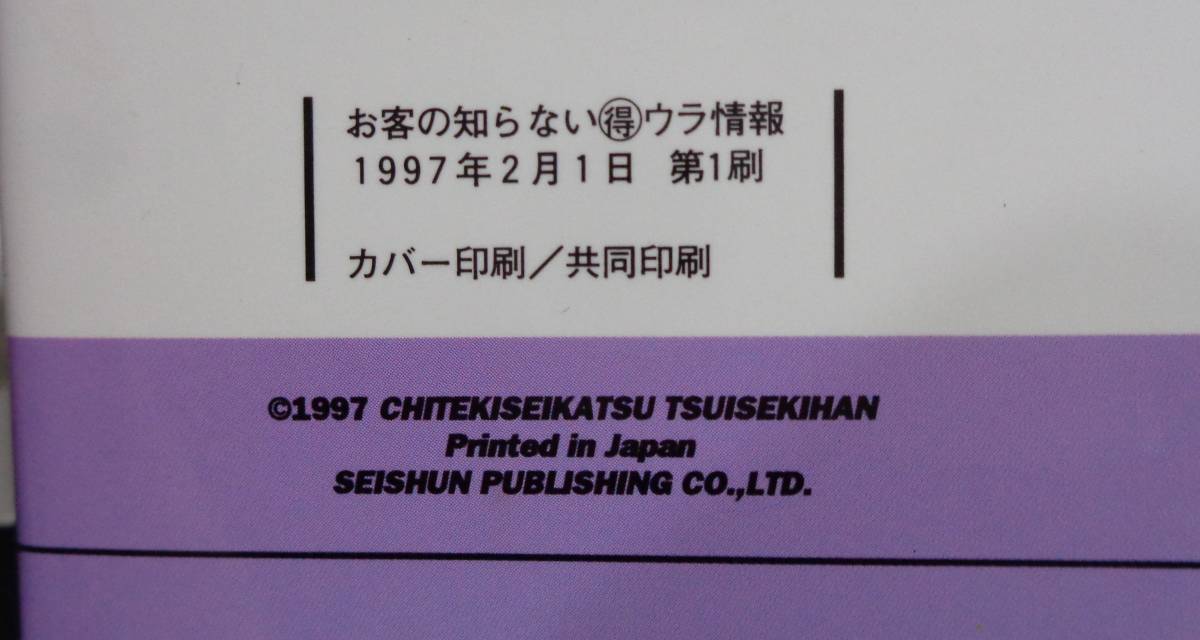 お客の知らない㊝ウラ情報
1997年2月1日 第1刷
カバー印刷／共同印刷
©1997 CHITEKISEIKATSU TSUISEKIHAN
Printed in Japan
SEISHUN PUBLISHING CO.,LTD.